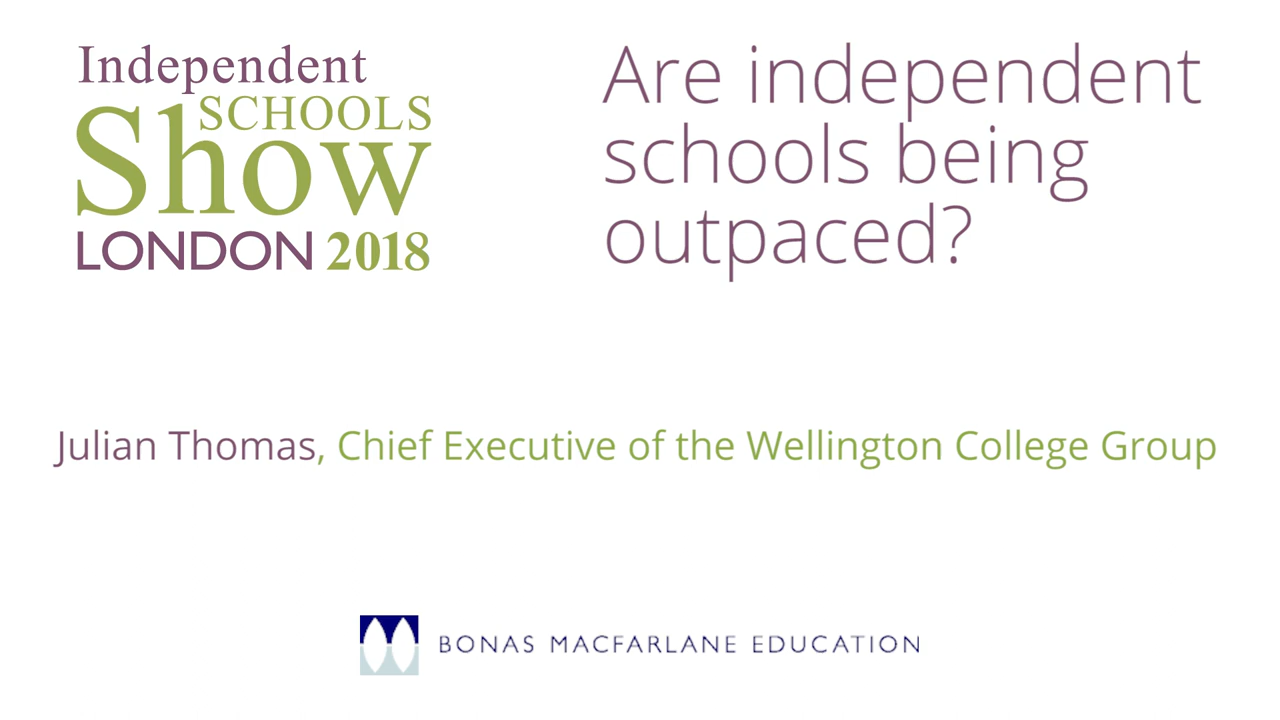 Independent
SCHOOLS
Show
LONDON 2018
Are independent
schools being
outpaced?
Julian Thomas, Chief Executive of the Wellington College Group
BONAS MACFARLANE EDUCATION